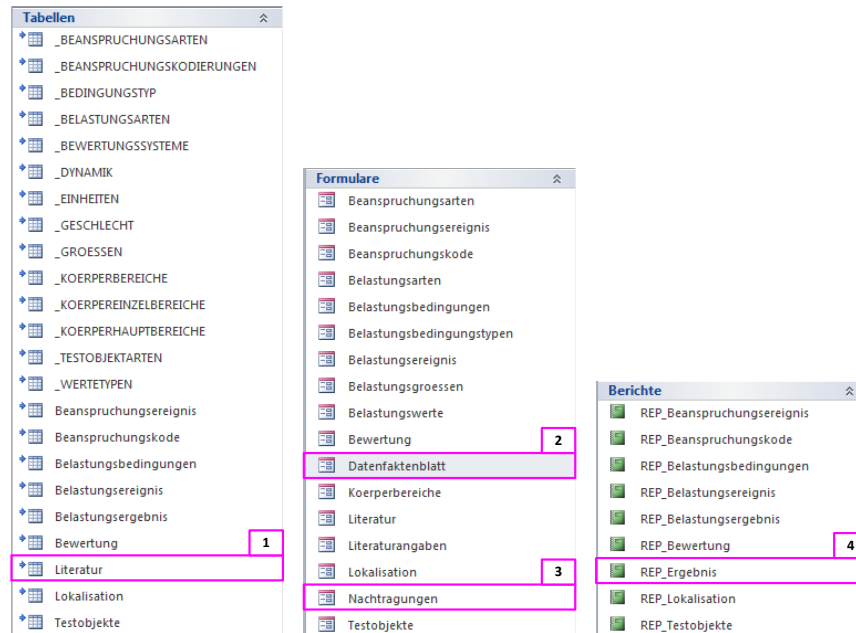 Tabellen
_BEANSPRUCHUNGSARTEN
_BEANSPRUCHUNGSKODIERUNGEN
_BEDINGUNGSTYP
_BELASTUNGSARTEN
_BEWERTUNGSSYSTEME
_DYNAMIK
_EINHEITEN
_GESCHLECHT
_GROESSEN
_KOERPERBEREICHE
_KOERPEREINZELBEREICHE
_KOERPERHAUPTBEREICHE
_TESTOBJEKTARTEN
_WERTETYPEN
Beanspruchungsereignis
Beanspruchungskode
Belastungsbedingungen
Belastungsereignis
Belastungsergebnis
Bewertung 1
Literatur
Lokalisation
Testobjekte
Formulare
Beanspruchungsarten
Beanspruchungsereignis
Beanspruchungskode
Belastungsarten
Belastungsbedingungen
Belastungsbedingungstypen
Belastungsereignis
Belastungsgroessen
Belastungswerte
Bewertung 2
Datenfaktenblatt
Koerperbereiche
Literatur
Literaturangaben
Lokalisation 3
Nachtragungen
Testobjekte
Berichte
REP_Beanspruchungsereignis
REP_Beanspruchungskode
REP_Belastungsbedingungen
REP_Belastungsereignis
REP_Belastungsergebnis
REP_Bewertung 4
REP_Ergebnis
REP_Lokalisation
REP_Testobjekte